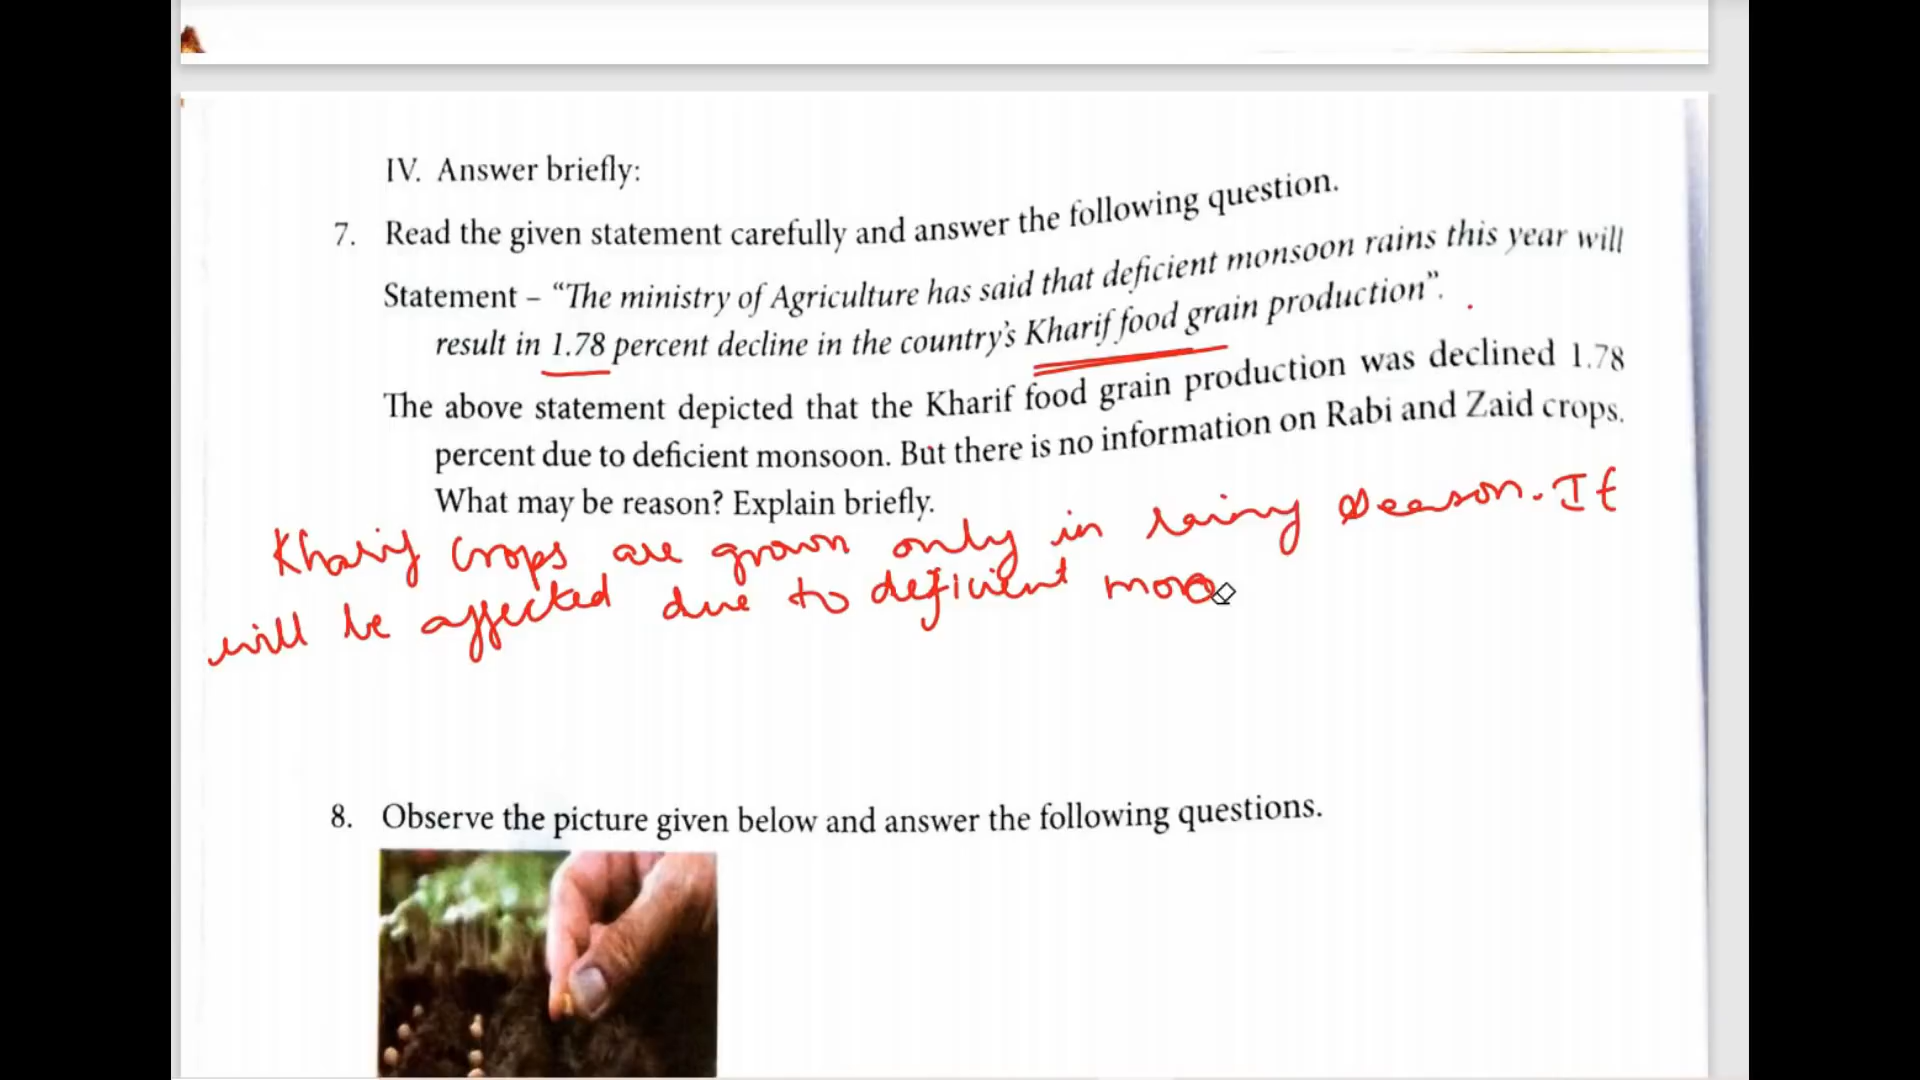 IV. Answer briefly:
7. Read the given statement carefully and answer the following question.
Statement – “The ministry of Agriculture has said that deficient monsoon rains this year will
result in 1.78 percent decline in the country's Kharif food grain production”.
The above statement depicted that the Kharif food grain production was declined 1.78
percent due to deficient monsoon. But there is no information on Rabi and Zaid crops.
What may be reason? Explain briefly.
Kharif crops are grown only in rainy season. It
will be affected due to deficient
8. Observe the picture given below and answer the following questions.